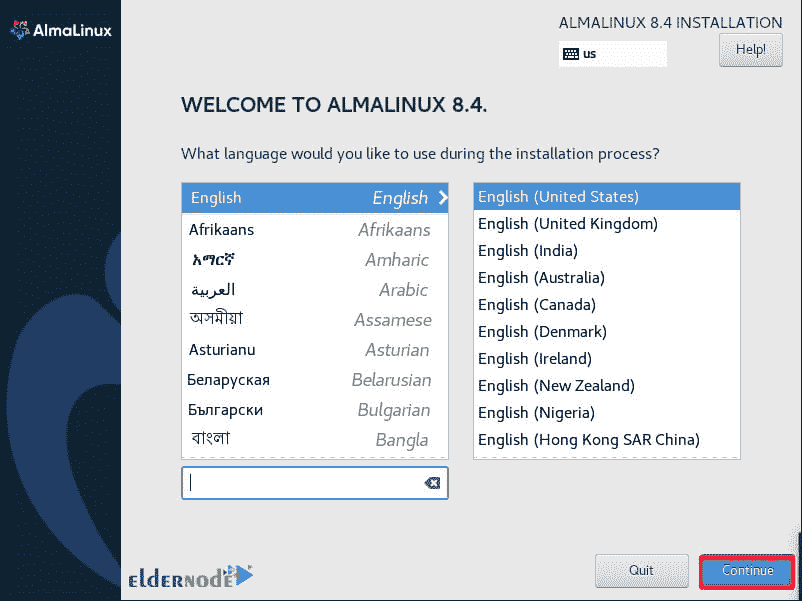 AlmaLinux
ALMALINUX 8.4 INSTALLATION
us
Help!
WELCOME TO ALMALINUX 8.4.
What language would you like to use during the installation process?
English English
Afrikaans Afrikaans
አማርኛ Amharic
العربية Arabic
অসমীয়া Assamese
Asturianu Asturian
Беларуская Belarusian
Български Bulgarian
বাংলা Bangla
English (United States)
English (United Kingdom)
English (India)
English (Australia)
English (Canada)
English (Denmark)
English (Ireland)
English (New Zealand)
English (Nigeria)
English (Hong Kong SAR China)
eldernode
Quit
Continue